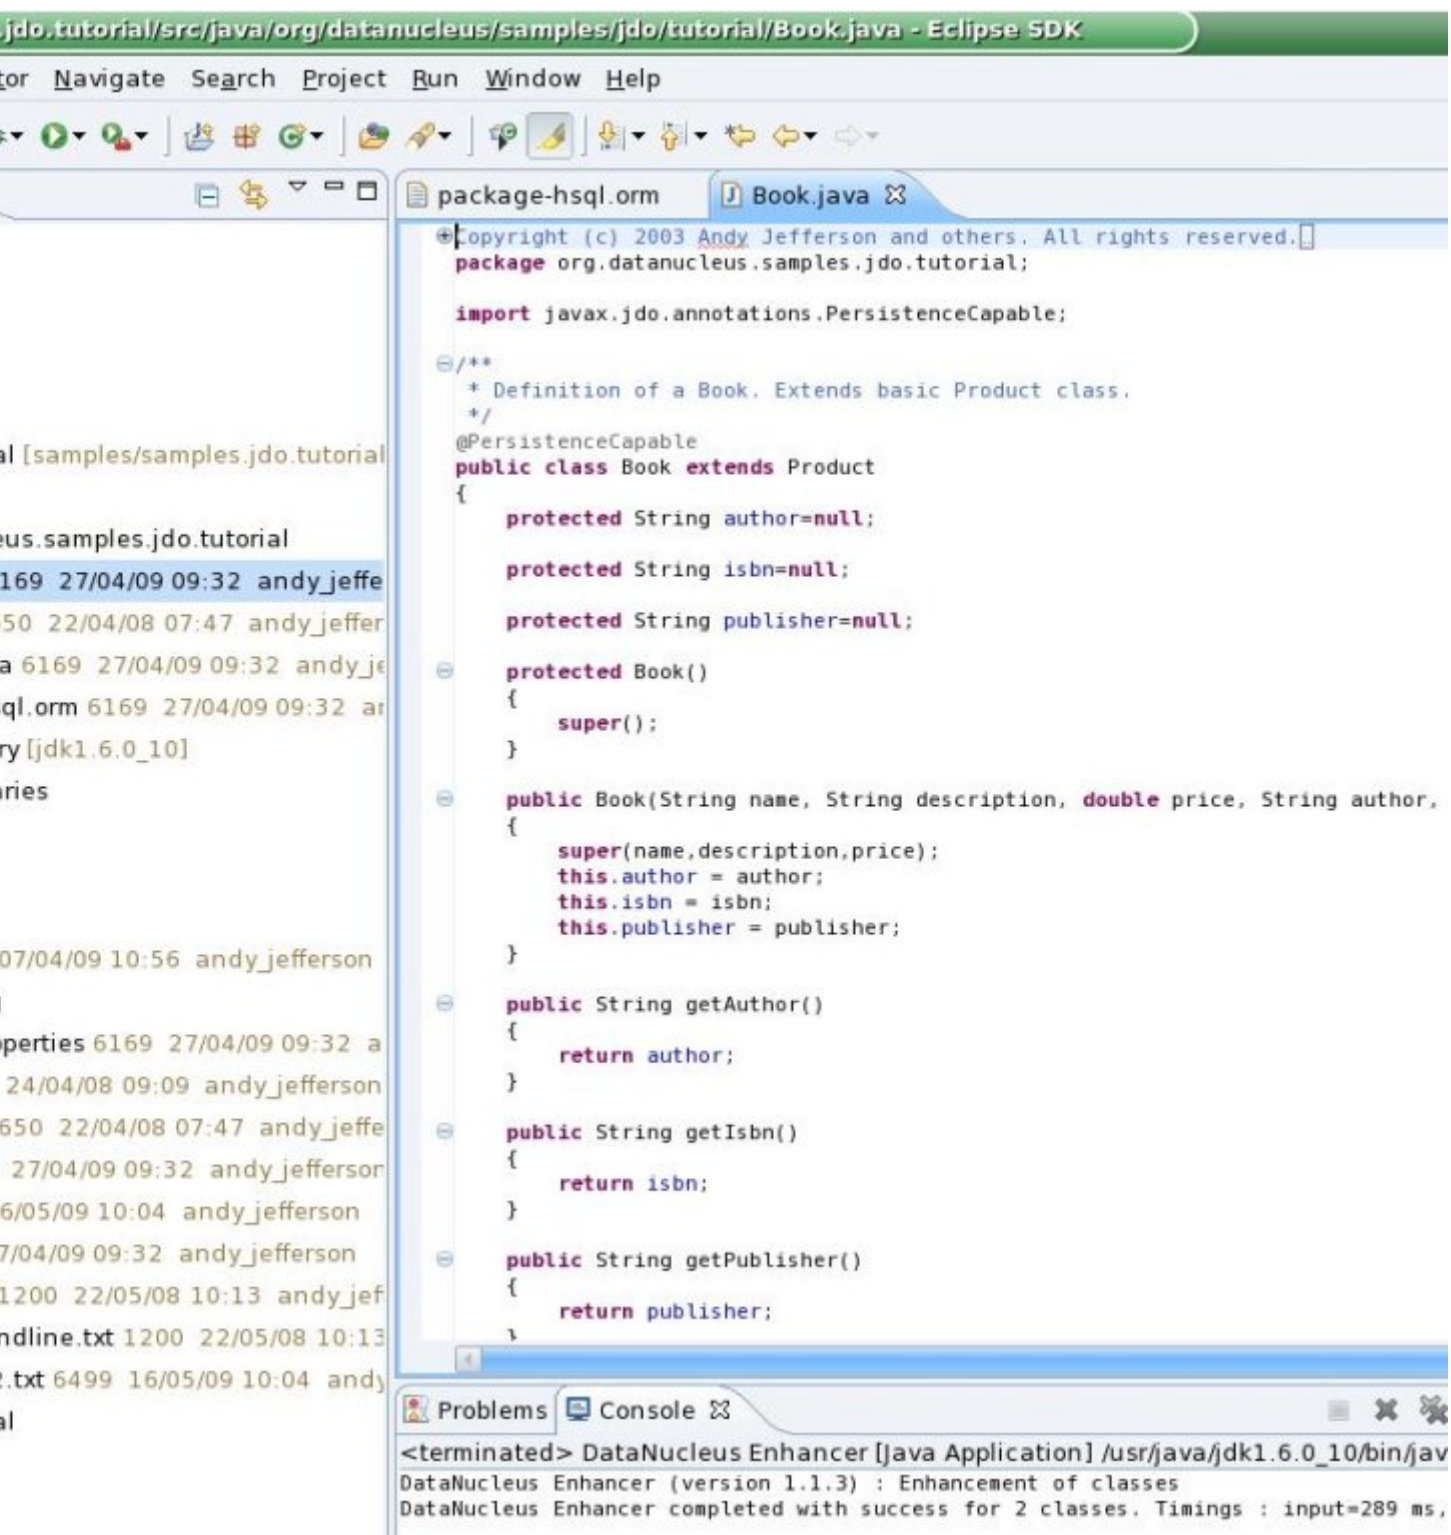 .jdo.tutorial/src/java/org/datanucleus/samples/jdo/tutorial/Book.java - Eclipse SDK
tor Navigate Search Project Run Window Help
package-hsql.orm Book.java
Copyright (c) 2003 Andy Jefferson and others. All rights reserved.
package org.datanucleus.samples.jdo.tutorial;
import javax.jdo.annotations.PersistenceCapable;
/**
* Definition of a Book. Extends basic Product class.
*/
@PersistenceCapable
public class Book extends Product
{
protected String author=null;
protected String isbn=null;
protected String publisher=null;
protected Book()
{
super();
}
public Book(String name, String description, double price, String author,
{
super(name,description,price);
this.author = author;
this.isbn = isbn;
this.publisher = publisher;
}
public String getAuthor()
{
return author;
}
public String getIsbn()
{
return isbn;
}
public String getPublisher()
{
return publisher;
}
al [samples/samples.jdo.tutorial
eus.samples.jdo.tutorial
169 27/04/09 09:32 andy_jeffe
50 22/04/08 07:47 andy_jeffer
a 6169 27/04/09 09:32 andy_je
ql.orm 6169 27/04/09 09:32 an
ry [jdk1.6.0_10]
aries
07/04/09 10:56 andy_jefferson
operties 6169 27/04/09 09:32 a
24/04/08 09:09 andy_jefferson
650 22/04/08 07:47 andy_jeffe
27/04/09 09:32 andy_jefferson
6/05/09 10:04 andy_jefferson
7/04/09 09:32 andy_jefferson
1200 22/05/08 10:13 andy_jef
ndline.txt 1200 22/05/08 10:13
2.txt 6499 16/05/09 10:04 andy
al
Problems Console
<terminated> DataNucleus Enhancer [Java Application] /usr/java/jdk1.6.0_10/bin/jav
DataNucleus Enhancer (version 1.1.3) : Enhancement of classes
DataNucleus Enhancer completed with success for 2 classes. Timings : input=289 ms,